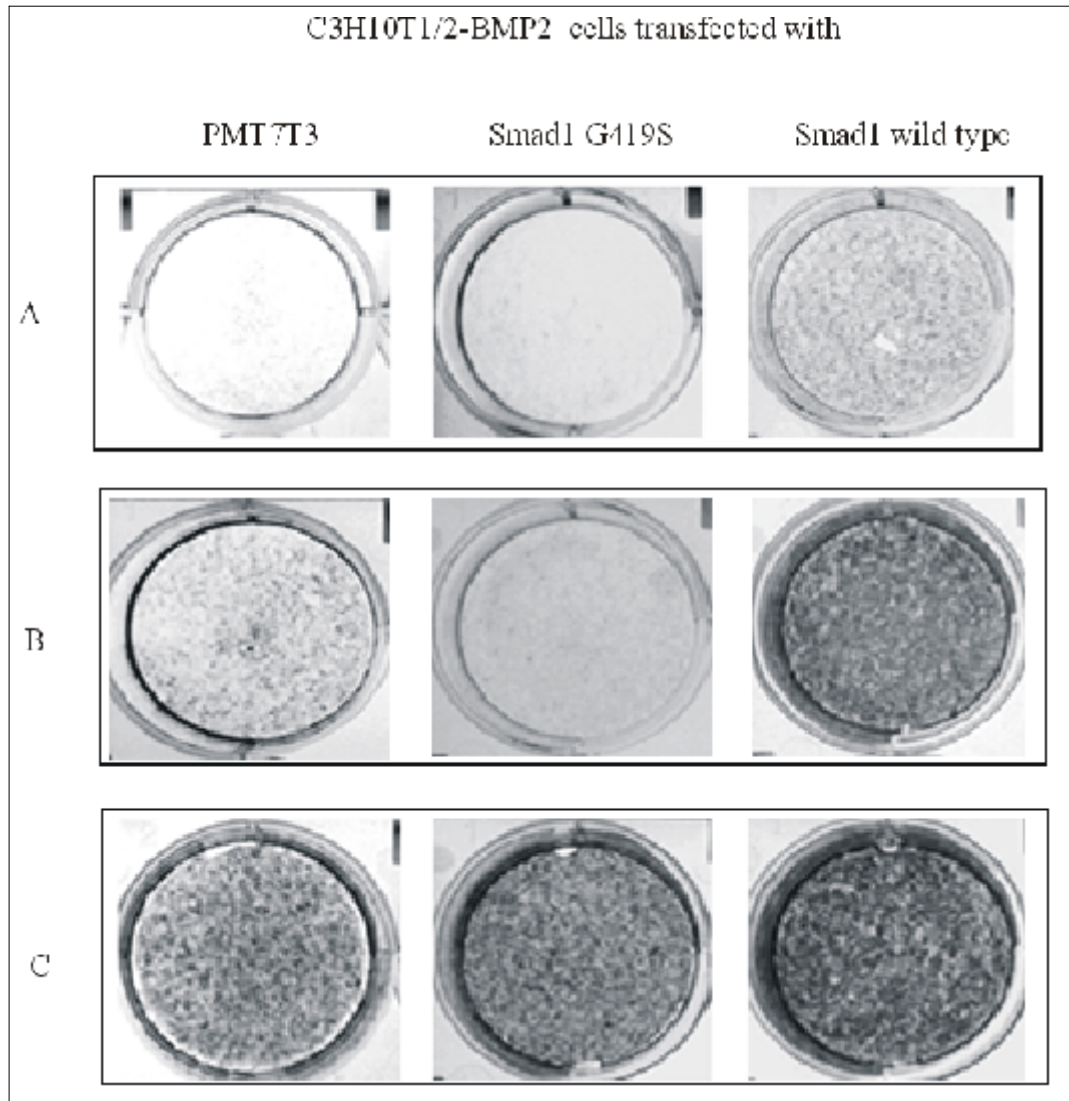 C3H10T1/2-BMP2 cells transfected with
PMT7T3 Smad1 G419S Smad1 wild type
A
B
C